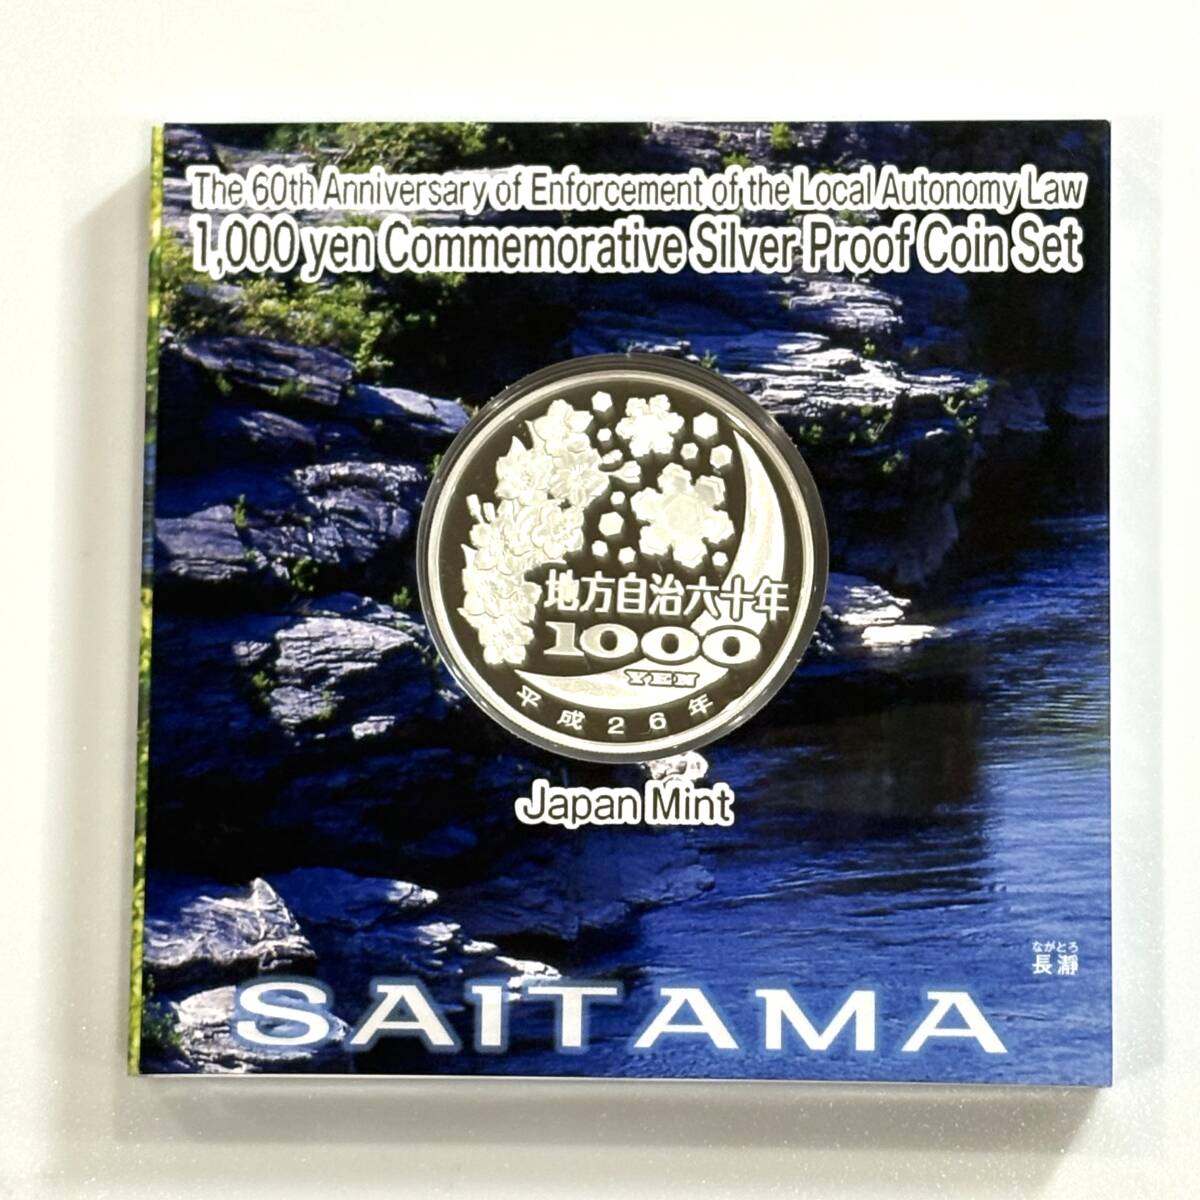 The 60th Anniversary of Enforcement of the Local Autonomy Law
1,000 yen Commemorative Silver Proof Coin Set
地方自治六十年
1000
YEN
平成26年
Japan Mint
ながとろ
長瀞
SAITAMA